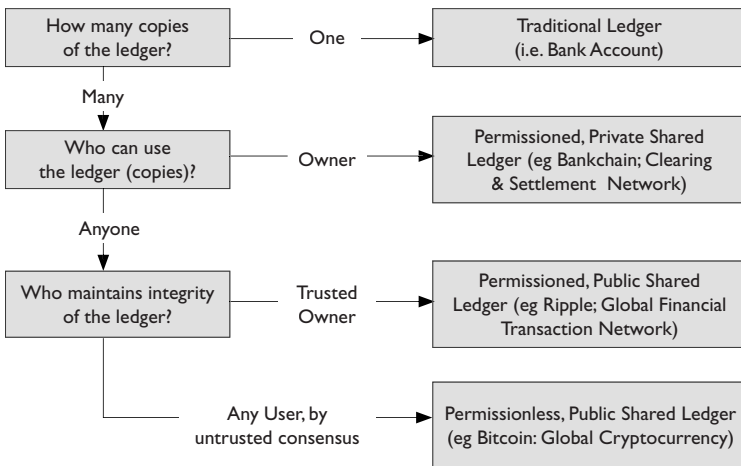 How many copies
of the ledger?
One
Traditional Ledger
(i.e. Bank Account)
Many
Who can use
the ledger (copies)?
Owner
Permissioned, Private Shared
Ledger (eg Bankchain; Clearing
& Settlement Network)
Anyone
Who maintains integrity
of the ledger?
Trusted
Owner
Permissioned, Public Shared
Ledger (eg Ripple; Global Financial
Transaction Network)
Any User, by
untrusted consensus
Permissionless, Public Shared Ledger
(eg Bitcoin: Global Cryptocurrency)